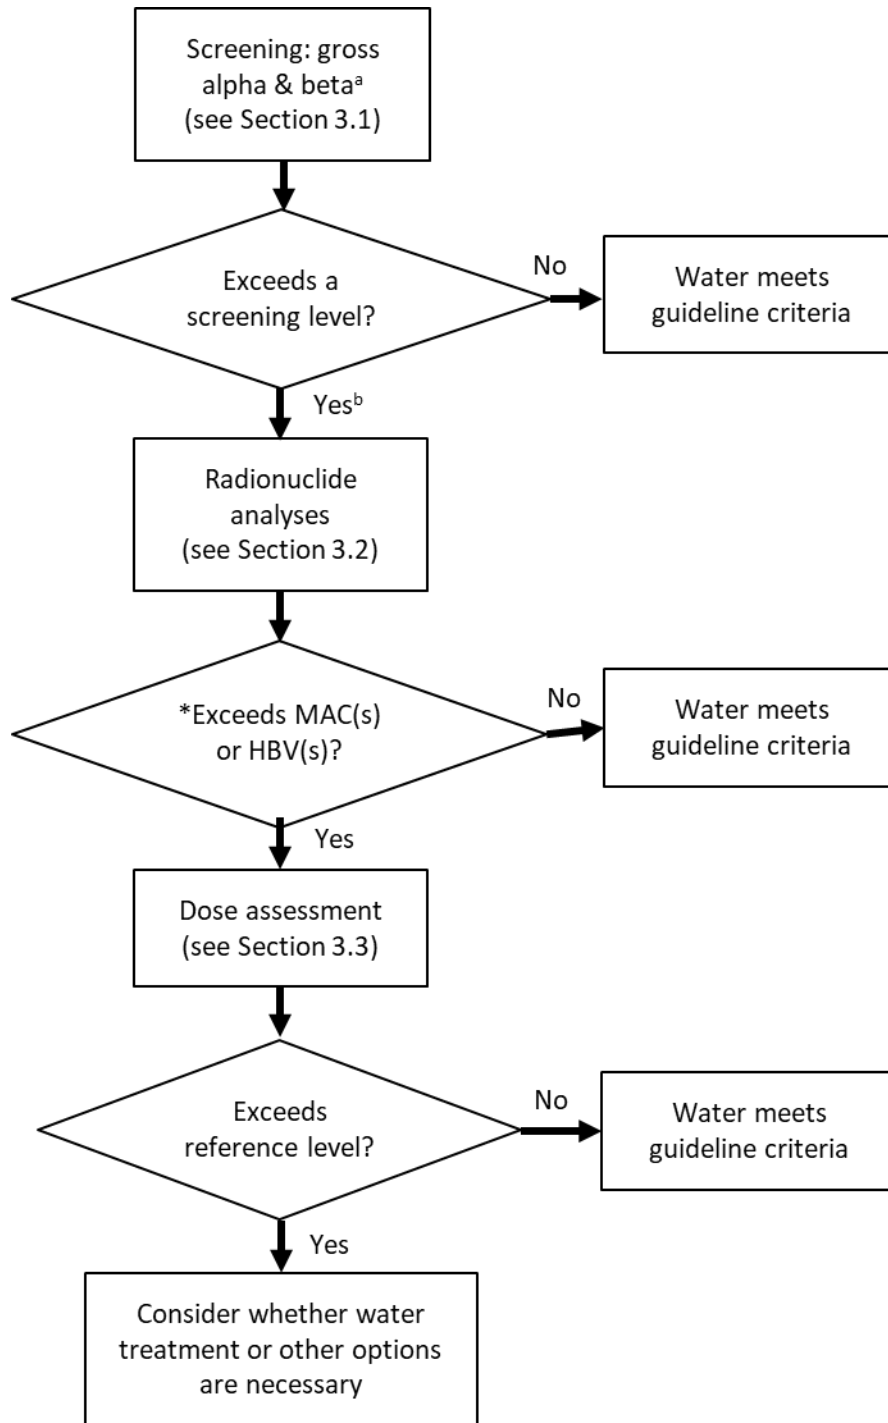 Screening: gross
alpha & betaᵃ
(see Section 3.1)
Exceeds a
screening level?
No
Water meets
guideline criteria
Yesᵇ
Radionuclide
analyses
(see Section 3.2)
*Exceeds MAC(s)
or HBV(s)?
No
Water meets
guideline criteria
Yes
Dose assessment
(see Section 3.3)
Exceeds
reference level?
No
Water meets
guideline criteria
Yes
Consider whether water
treatment or other options
are necessary